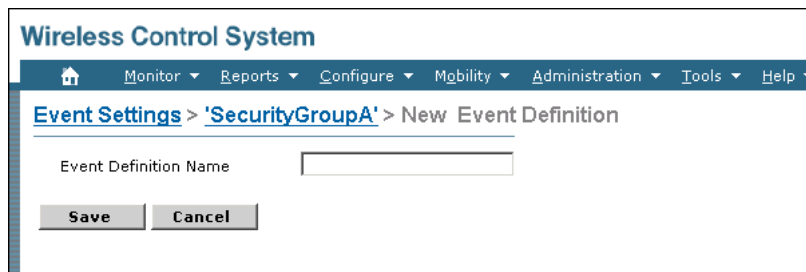 Wireless Control System
Monitor Reports Configure Mobility Administration Tools Help
Event Settings > 'SecurityGroupA' > New Event Definition
Event Definition Name
Save Cancel